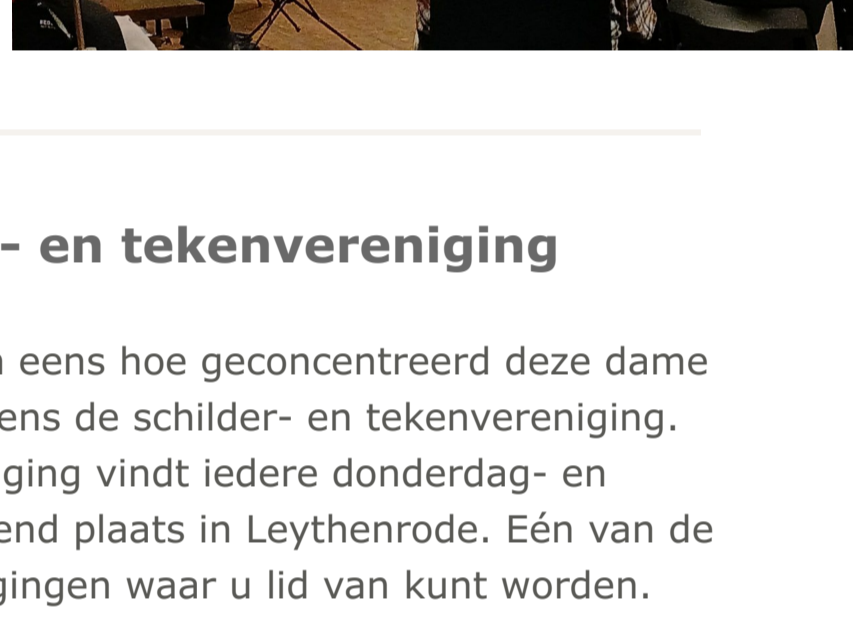 - en tekenvereniging
eens hoe geconcentreerd deze dame
ens de schilder- en tekenvereniging.
ging vindt iedere donderdag- en
end plaats in Leythenrode. Eén van de
gingen waar u lid van kunt worden.